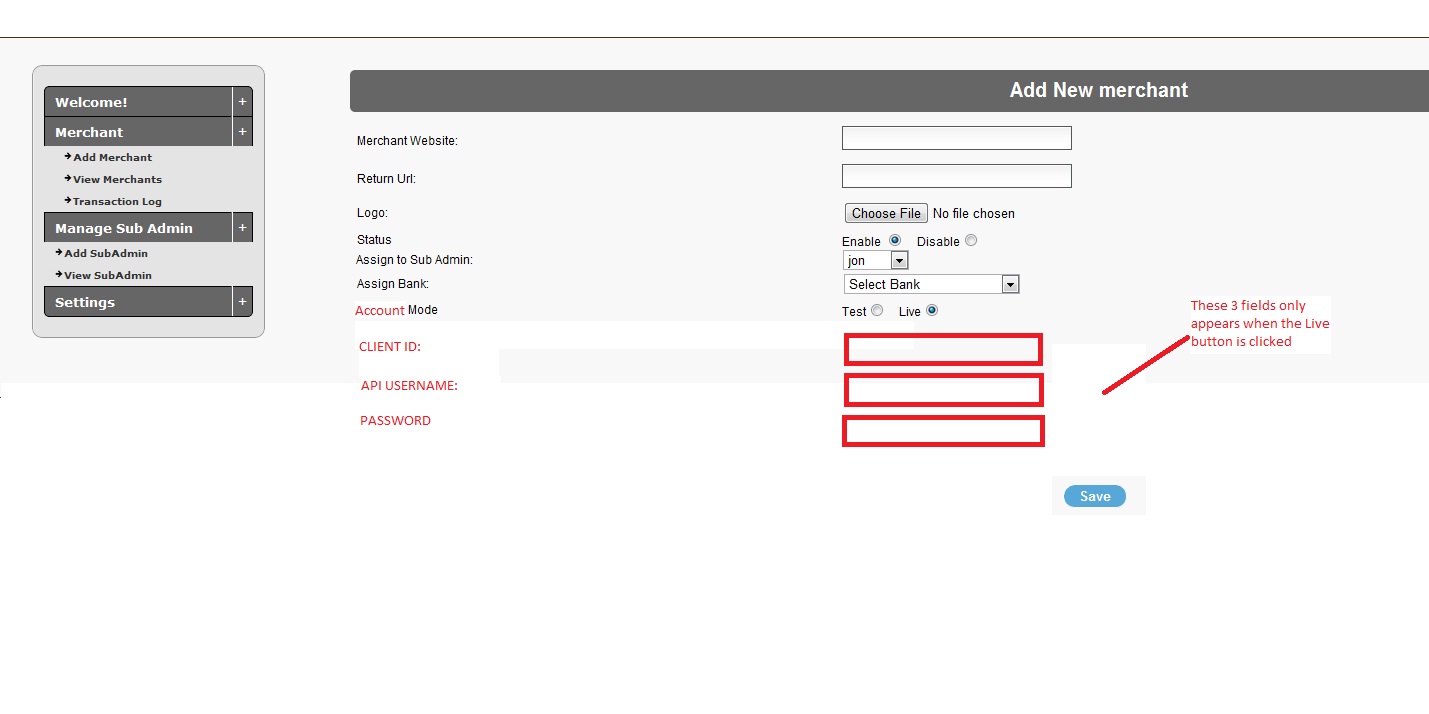 Welcome! +
Merchant +
Add Merchant
View Merchants
Transaction Log
Manage Sub Admin +
Add SubAdmin
View SubAdmin
Settings +
Add New merchant
Merchant Website:
Return Url:
Logo: Choose File No file chosen
Status Enable Disable
Assign to Sub Admin: jon
Assign Bank: Select Bank
Account Mode Test Live
CLIENT ID:
API USERNAME:
PASSWORD
These 3 fields only
appears when the Live
button is clicked
Save